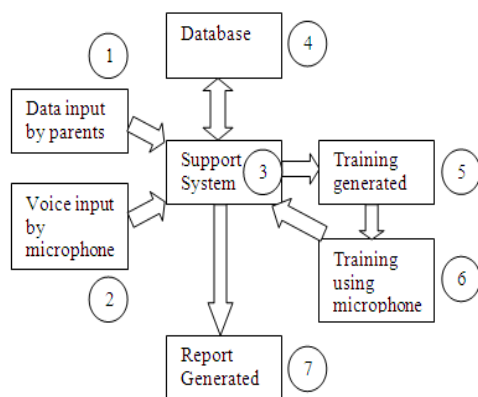 Database
4
1
Data input
by parents
Support
System
3
Training
generated
5
Voice input
by
microphone
2
Training
using
microphone
6
Report
Generated
7